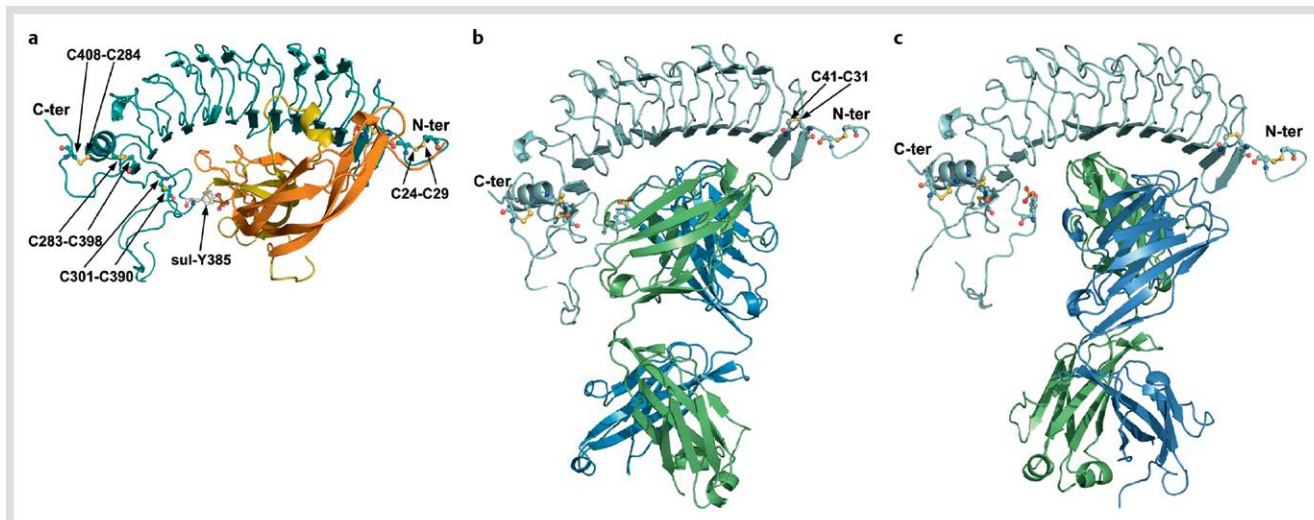 a
C408-C284
C-ter
N-ter
C24-C29
C283-C398
C301-C390
sul-Y385
b
C41-C31
N-ter
C-ter
c
N-ter
C-ter